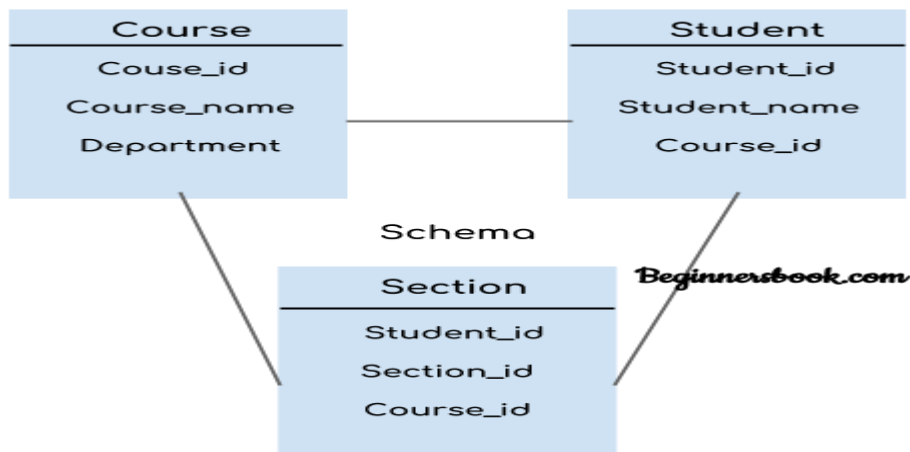 Course
Couse_id
Course_name
Department
Student
Student_id
Student_name
Course_id
Schema
Beginnersbook.com
Section
Student_id
Section_id
Course_id